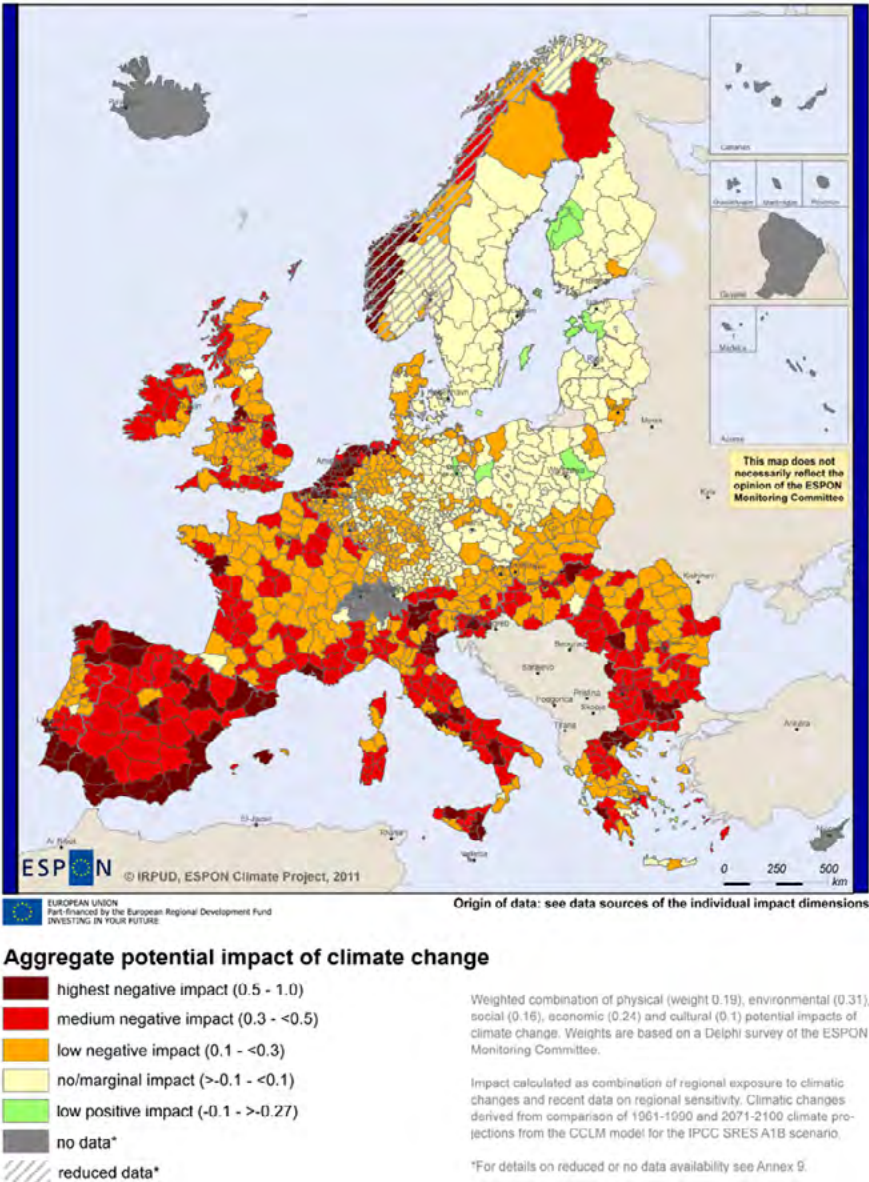 Canarias
Guadeloupe
Martinique
Reunion
Guyane
Madeira
Acores
This map does not
necessarily reflect the
opinion of the ESPON
Monitoring Committee
Minsk
Kyiv
Kishinev
Zagreb
Beograd
Sarajevo
Podgorica
Pristina
Skopje
Tirana
Ankara
El-Jazair
Tounis
Valletta
ESPON
© IRPUD, ESPON Climate Project, 2011
0 250 500
km
EUROPEAN UNION
Part-financed by the European Regional Development Fund
INVESTING IN YOUR FUTURE
Origin of data: see data sources of the individual impact dimensions
Aggregate potential impact of climate change
highest negative impact (0.5 - 1.0)
medium negative impact (0.3 - <0.5)
low negative impact (0.1 - <0.3)
no/marginal impact (>-0.1 - <0.1)
low positive impact (-0.1 - >-0.27)
no data*
reduced data*
Weighted combination of physical (weight 0.19), environmental (0.31),
social (0.16), economic (0.24) and cultural (0.1) potential impacts of
climate change. Weights are based on a Delphi survey of the ESPON
Monitoring Committee.
Impact calculated as combination of regional exposure to climatic
changes and recent data on regional sensitivity. Climatic changes
derived from comparison of 1961-1990 and 2071-2100 climate pro-
jections from the CCLM model for the IPCC SRES A1B scenario.
*For details on reduced or no data availability see Annex 9.